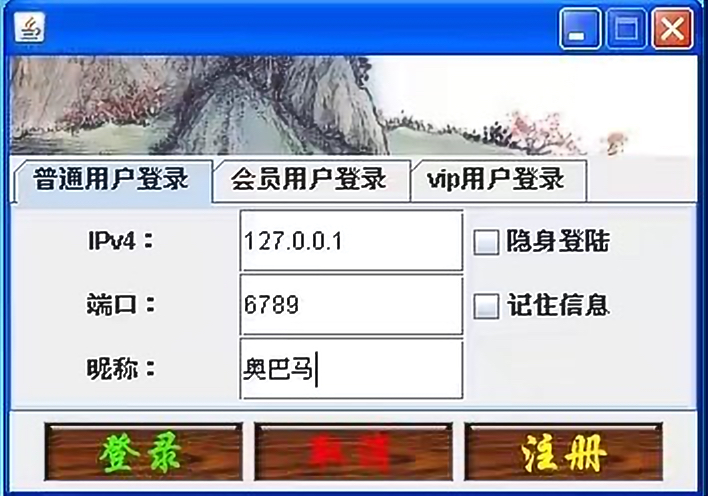 普通用户登录 会员用户登录 vip用户登录
IPv4： 127.0.0.1 隐身登陆
端口： 6789 记住信息
昵称： 奥巴马
登录 取消 注册